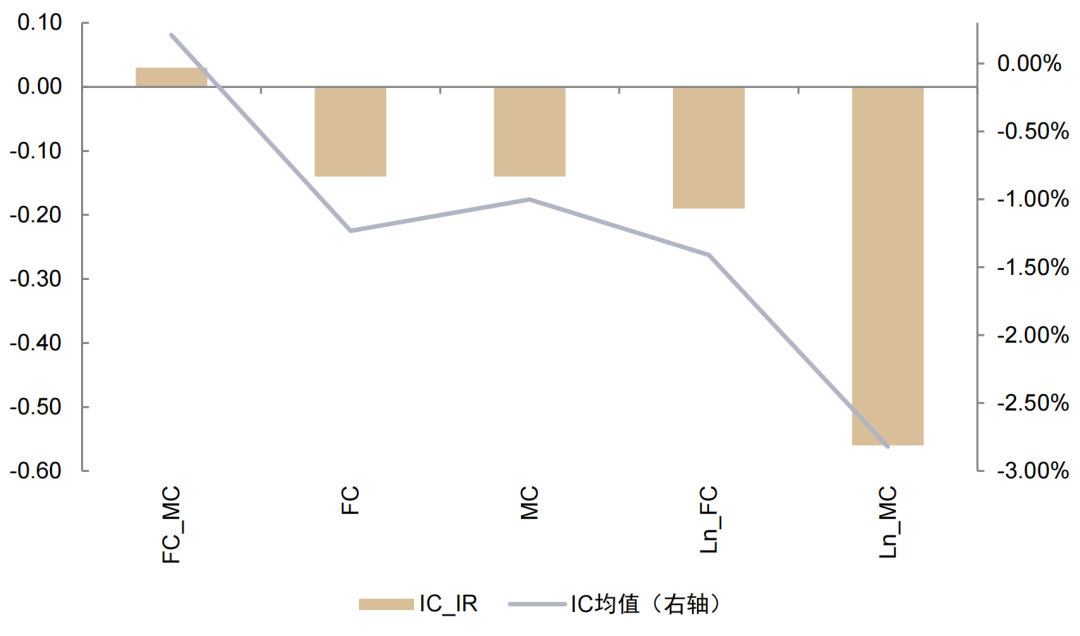 0.10
0.00
-0.10
-0.20
-0.30
-0.40
-0.50
-0.60
0.00%
-0.50%
-1.00%
-1.50%
-2.00%
-2.50%
-3.00%
FC_MC
FC
MC
Ln_FC
Ln_MC
IC_IR
IC均值（右轴）